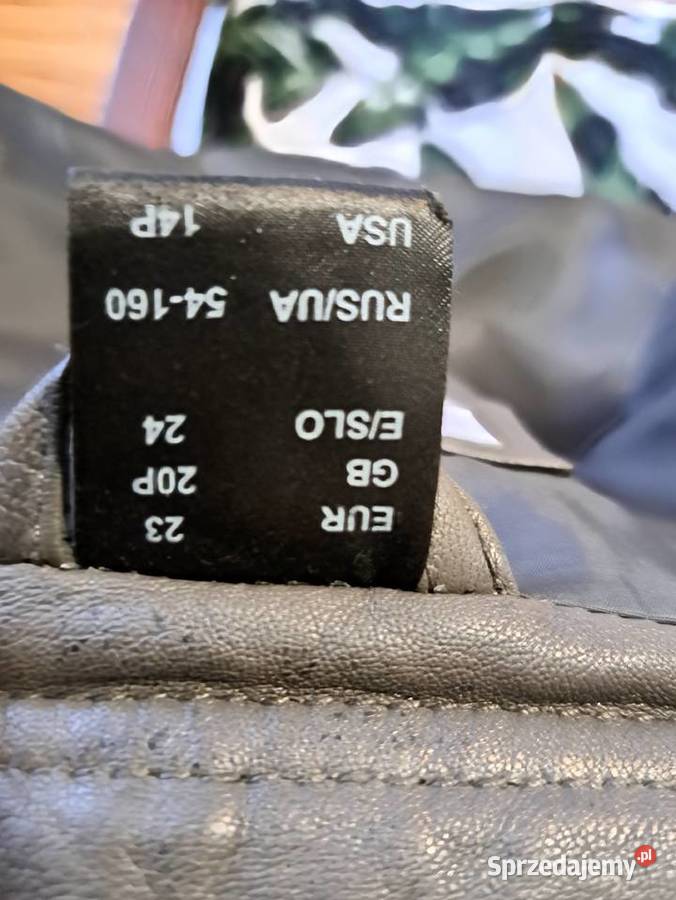 EUR 23
GB 20P
E/SLO 24
RUS/UA 54-160
USA 14P
Sprzedajemy.pl